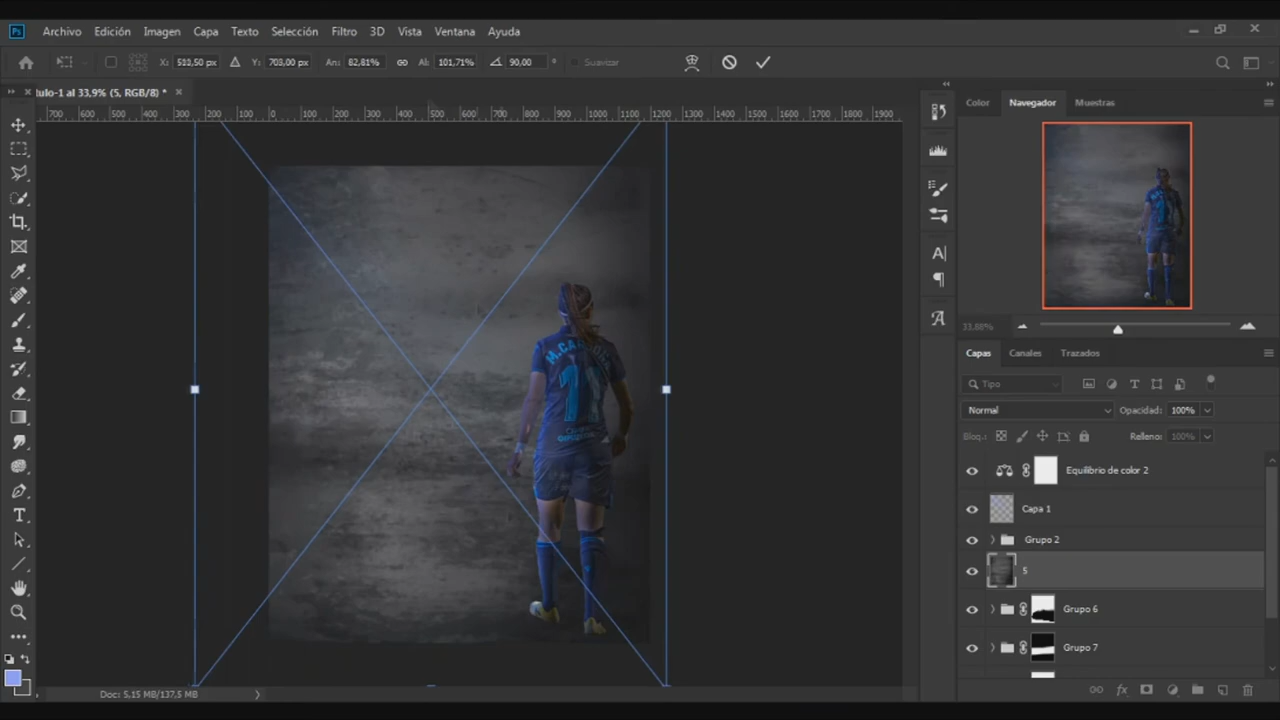 Ps Archivo Edición Imagen Capa Texto Selección Filtro 3D Vista Ventana Ayuda
X: 513,50 px Y: 703,00 px An: 82,81% Al: 101,71% 90,00 ° Suavizar
tulo-1 al 33,9% (5, RGB/8) *
700 600 500 400 300 200 100 0 100 200 300 400 500 600 700 800 900 1000 1100 1200 1300 1400 1500 1600 1700 1800 1900
Color Navegador Muestras
33,88%
Capas Canales Trazados
Tipo
Normal Opacidad: 100%
Bloq.: Relleno: 100%
Equilibrio de color 2
Capa 1
Grupo 2
5
Grupo 6
Grupo 7
11
Doc: 5,15 MB/137,5 MB